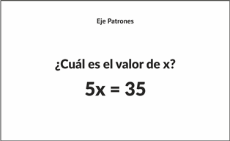 Eje Patrones
¿Cuál es el valor de x?
5x = 35